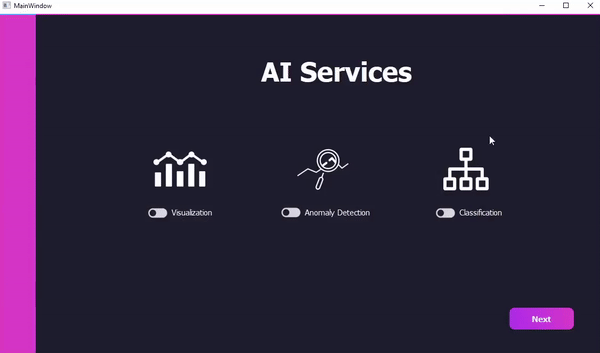 MainWindow
AI Services
Visualization
Anomaly Detection
Classification
Next